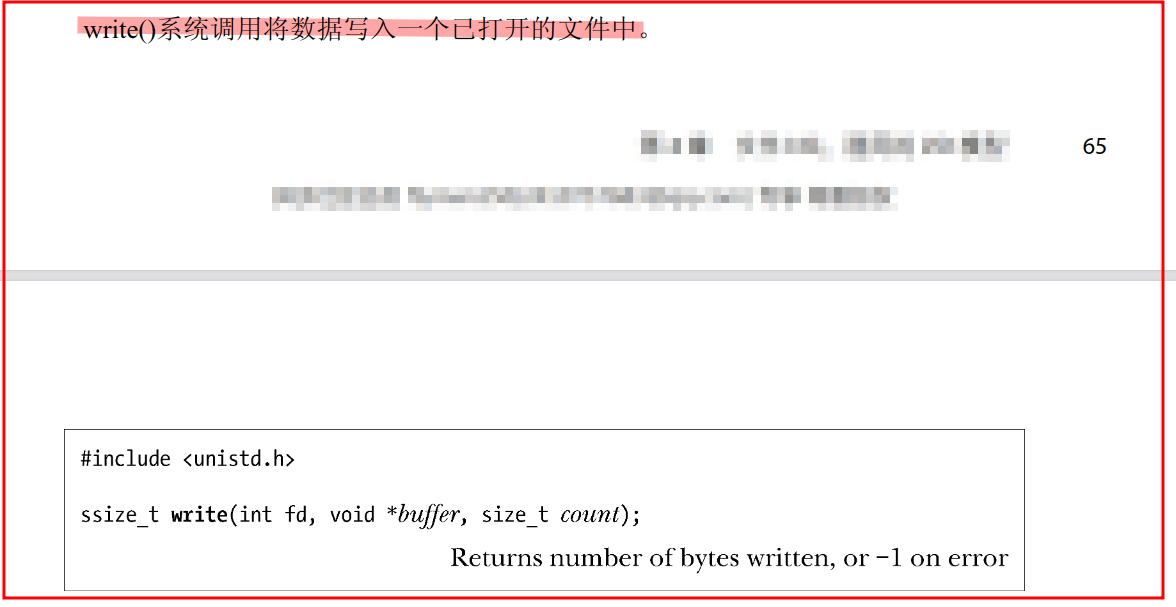 write()系统调用将数据写入一个已打开的文件中。
65
#include <unistd.h>
ssize_t write(int fd, void *buffer, size_t count);
Returns number of bytes written, or −1 on error